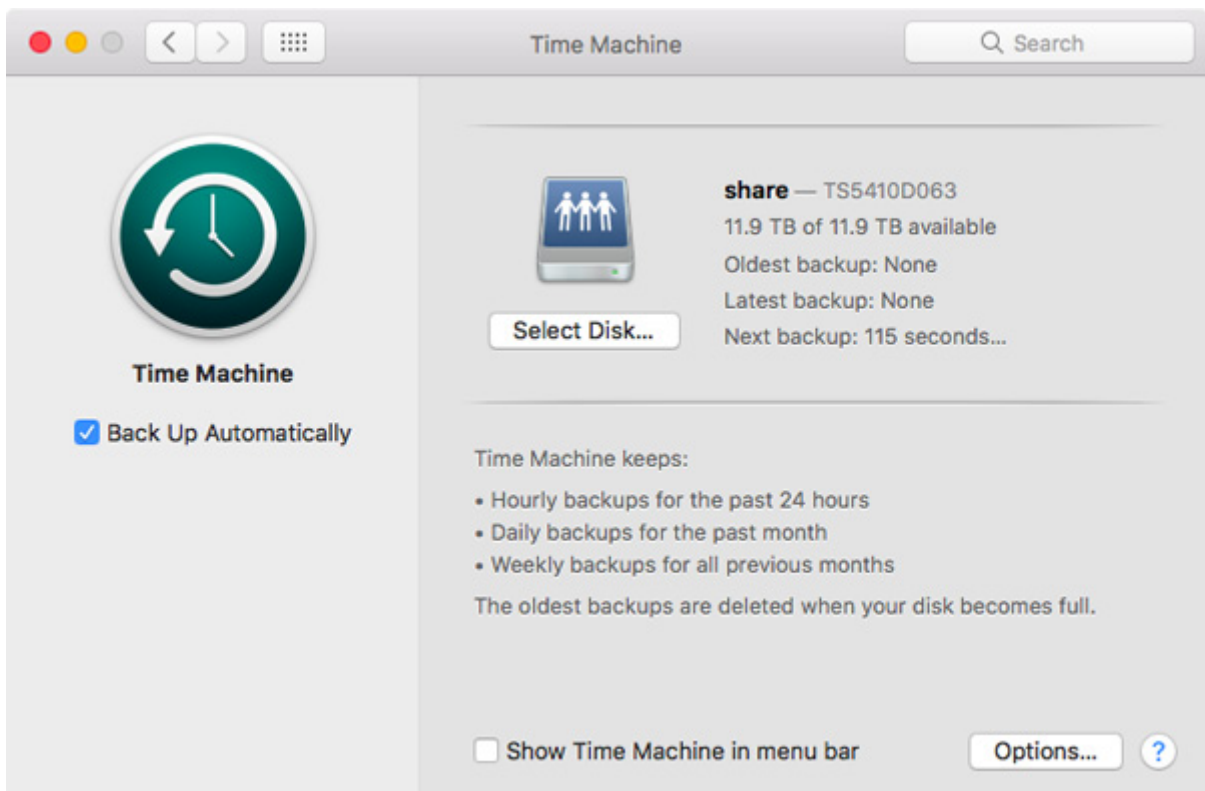 Time Machine
Search
share — TS5410D063
11.9 TB of 11.9 TB available
Oldest backup: None
Latest backup: None
Next backup: 115 seconds...
Select Disk...
Time Machine
Back Up Automatically
Time Machine keeps:
• Hourly backups for the past 24 hours
• Daily backups for the past month
• Weekly backups for all previous months
The oldest backups are deleted when your disk becomes full.
Show Time Machine in menu bar
Options...
?